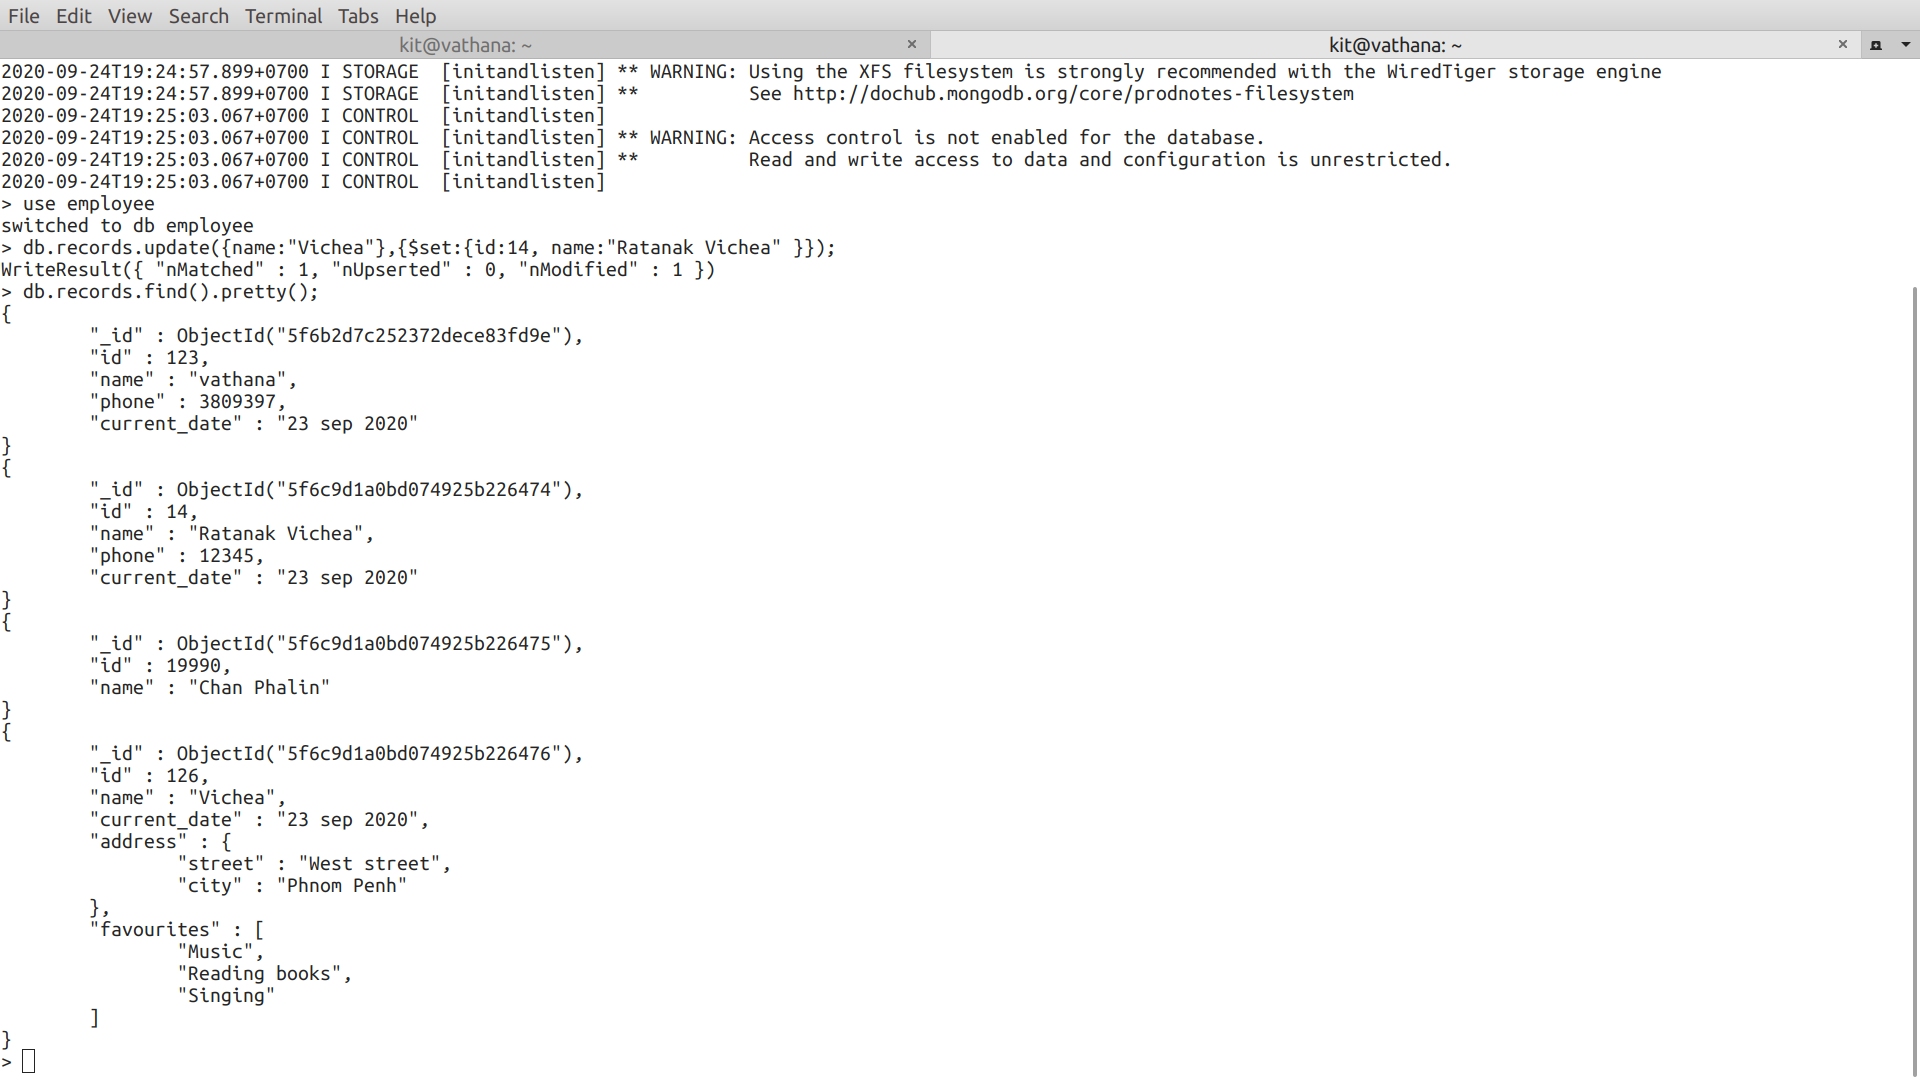 File Edit View Search Terminal Tabs Help
kit@vathana: ~ × kit@vathana: ~ ×
2020-09-24T19:24:57.899+0700 I STORAGE  [initandlisten] ** WARNING: Using the XFS filesystem is strongly recommended with the WiredTiger storage engine
2020-09-24T19:24:57.899+0700 I STORAGE  [initandlisten] **          See http://dochub.mongodb.org/core/prodnotes-filesystem
2020-09-24T19:25:03.067+0700 I CONTROL  [initandlisten]
2020-09-24T19:25:03.067+0700 I CONTROL  [initandlisten] ** WARNING: Access control is not enabled for the database.
2020-09-24T19:25:03.067+0700 I CONTROL  [initandlisten] **          Read and write access to data and configuration is unrestricted.
2020-09-24T19:25:03.067+0700 I CONTROL  [initandlisten]
> use employee
switched to db employee
> db.records.update({name:"Vichea"},{$set:{id:14, name:"Ratanak Vichea" }});
WriteResult({ "nMatched" : 1, "nUpserted" : 0, "nModified" : 1 })
> db.records.find().pretty();
{
        "_id" : ObjectId("5f6b2d7c252372dece83fd9e"),
        "id" : 123,
        "name" : "vathana",
        "phone" : 3809397,
        "current_date" : "23 sep 2020"
}
{
        "_id" : ObjectId("5f6c9d1a0bd074925b226474"),
        "id" : 14,
        "name" : "Ratanak Vichea",
        "phone" : 12345,
        "current_date" : "23 sep 2020"
}
{
        "_id" : ObjectId("5f6c9d1a0bd074925b226475"),
        "id" : 19990,
        "name" : "Chan Phalin"
}
{
        "_id" : ObjectId("5f6c9d1a0bd074925b226476"),
        "id" : 126,
        "name" : "Vichea",
        "current_date" : "23 sep 2020",
        "address" : {
                "street" : "West street",
                "city" : "Phnom Penh"
        },
        "favourites" : [
                "Music",
                "Reading books",
                "Singing"
        ]
}
>